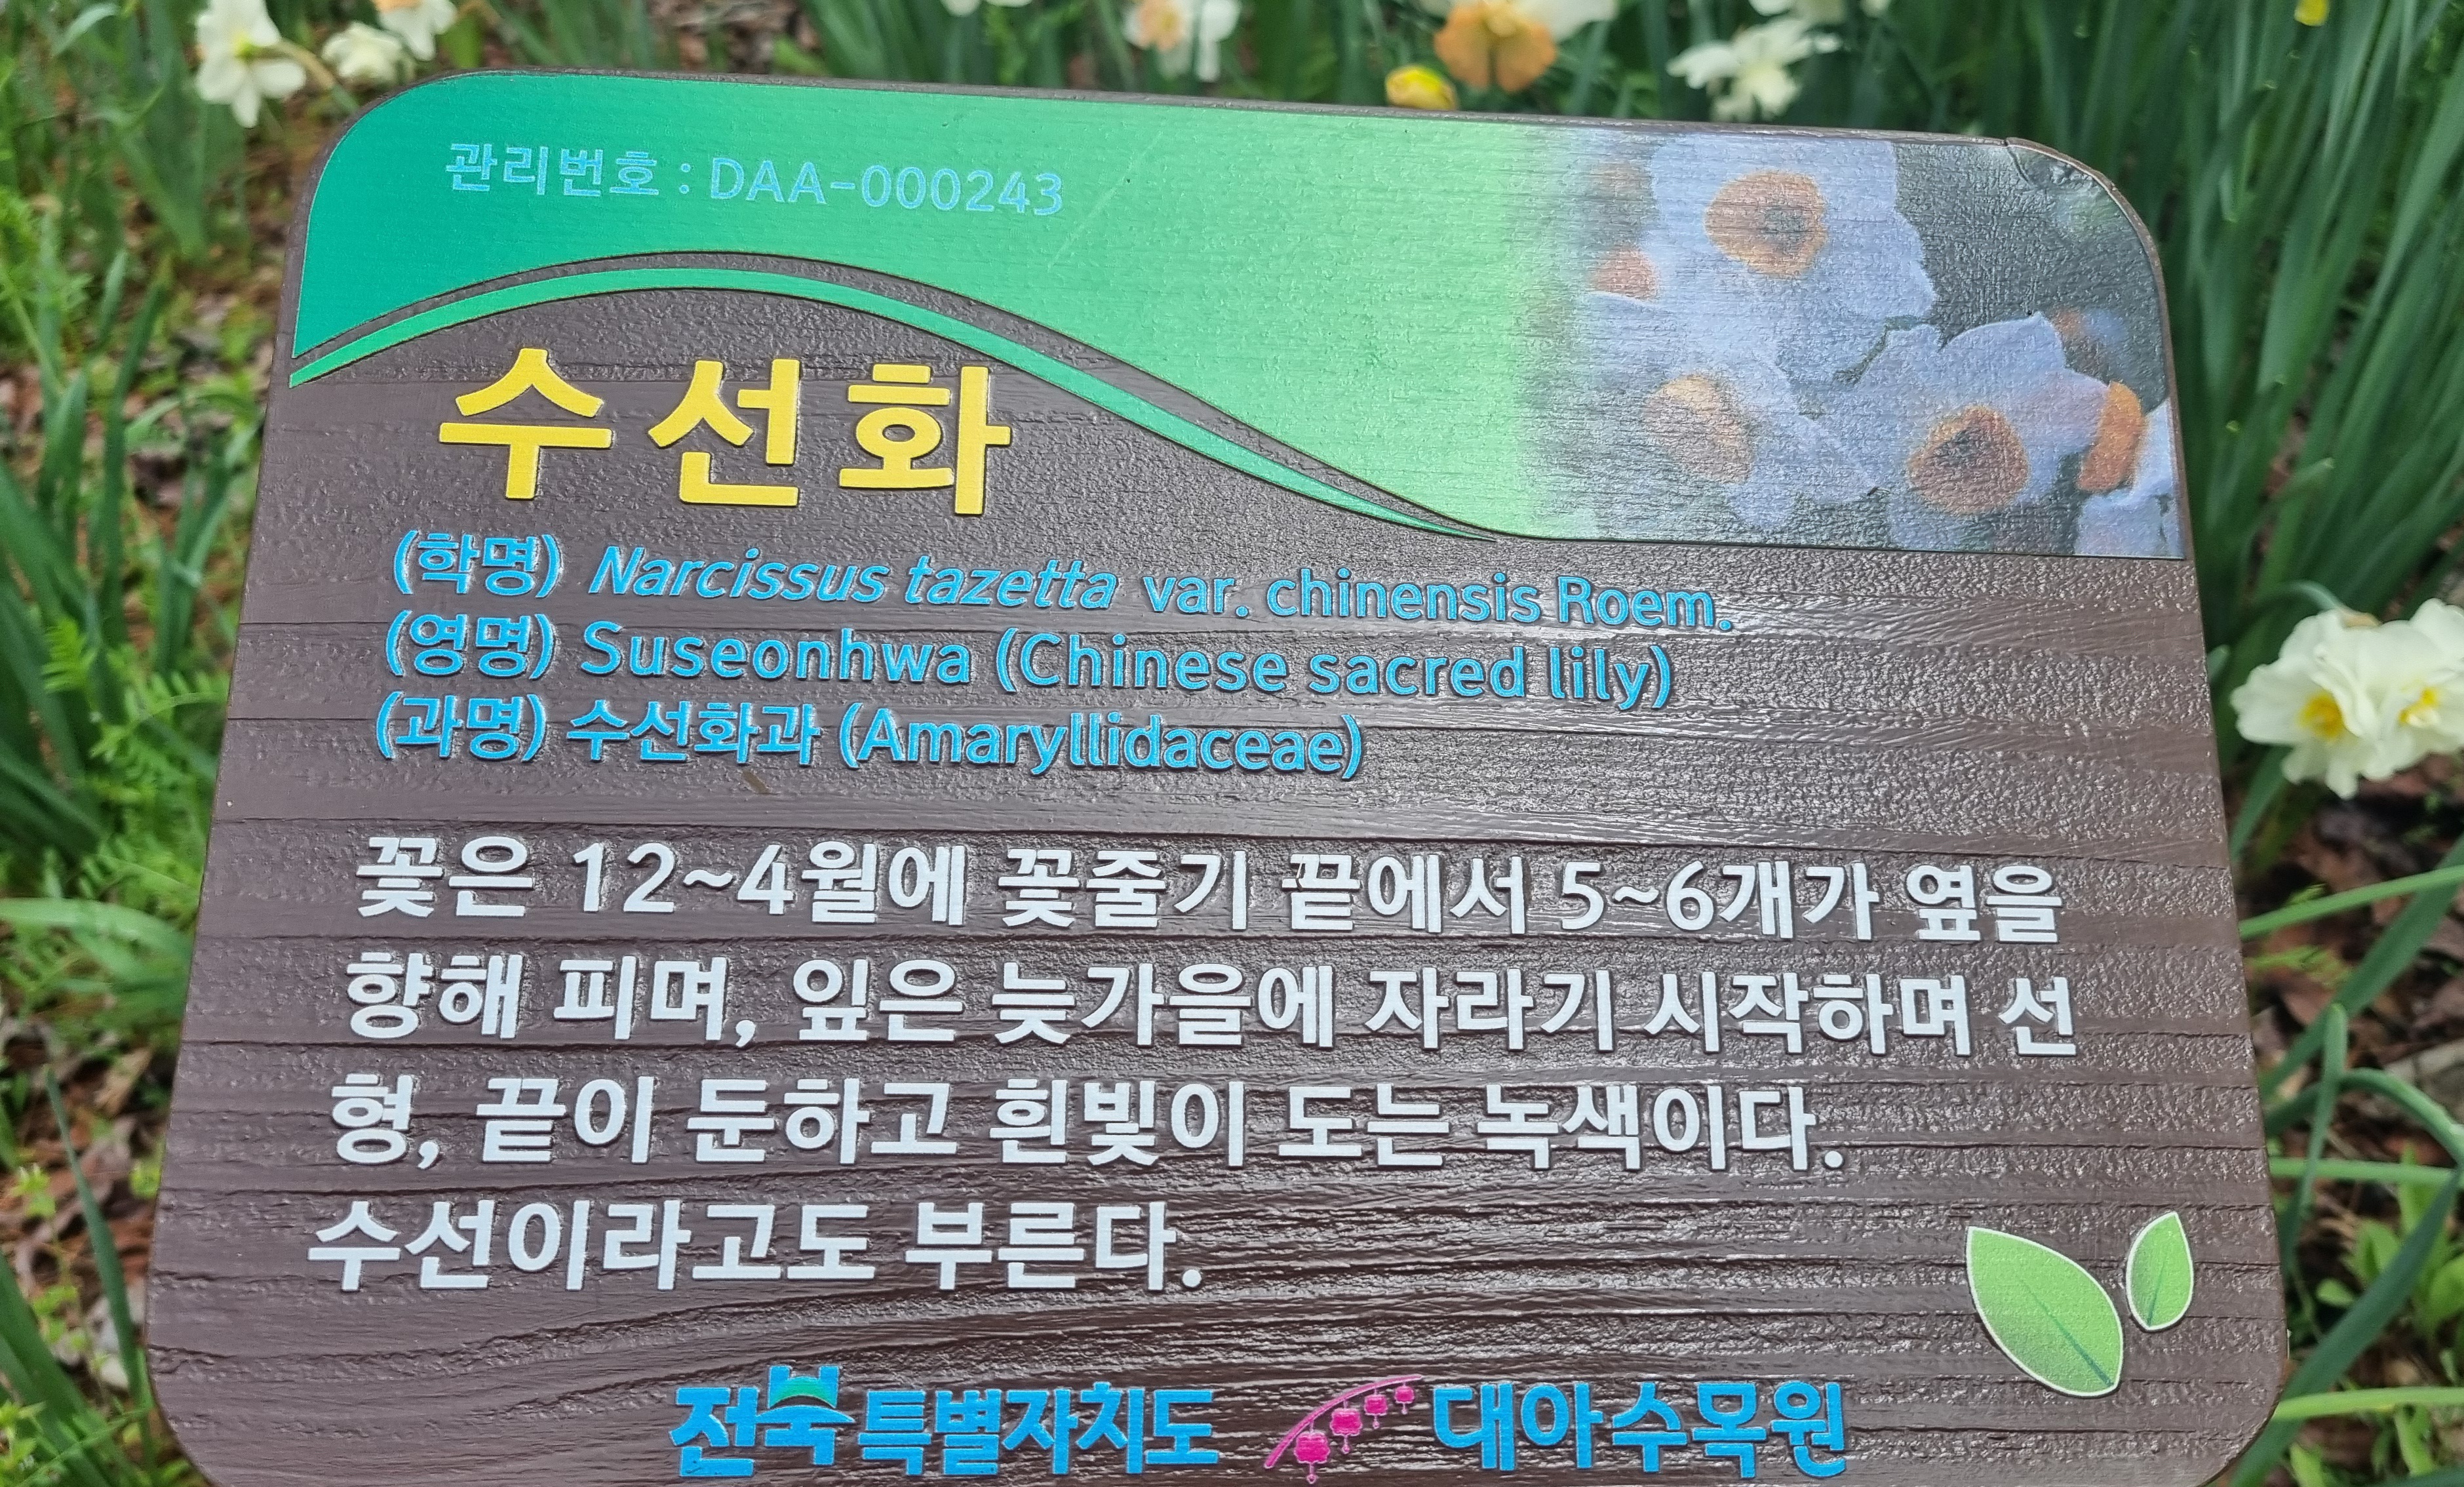 관리번호 : DAA-000243
수선화
(학명) Narcissus tazetta var. chinensis Roem.
(영명) Suseonhwa (Chinese sacred lily)
(과명) 수선화과 (Amaryllidaceae)
꽃은 12~4월에 꽃줄기 끝에서 5~6개가 옆을
향해 피며, 잎은 늦가을에 자라기 시작하며 선
형, 끝이 둔하고 흰빛이 도는 녹색이다.
수선이라고도 부른다.
전북특별자치도 대아수목원